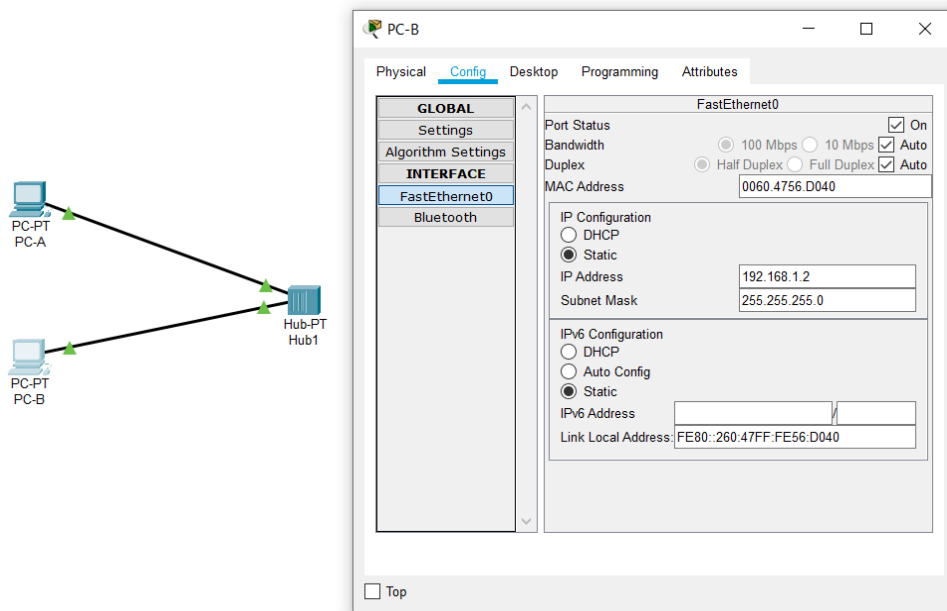 PC-B
Physical Config Desktop Programming Attributes
GLOBAL
Settings
Algorithm Settings
INTERFACE
FastEthernet0
Bluetooth
FastEthernet0
Port Status On
Bandwidth 100 Mbps 10 Mbps Auto
Duplex Half Duplex Full Duplex Auto
MAC Address 0060.4756.D040
IP Configuration
DHCP
Static
IP Address 192.168.1.2
Subnet Mask 255.255.255.0
IPv6 Configuration
DHCP
Auto Config
Static
IPv6 Address /
Link Local Address: FE80::260:47FF:FE56:D040
Top
PC-PT
PC-A
Hub-PT
Hub1
PC-PT
PC-B